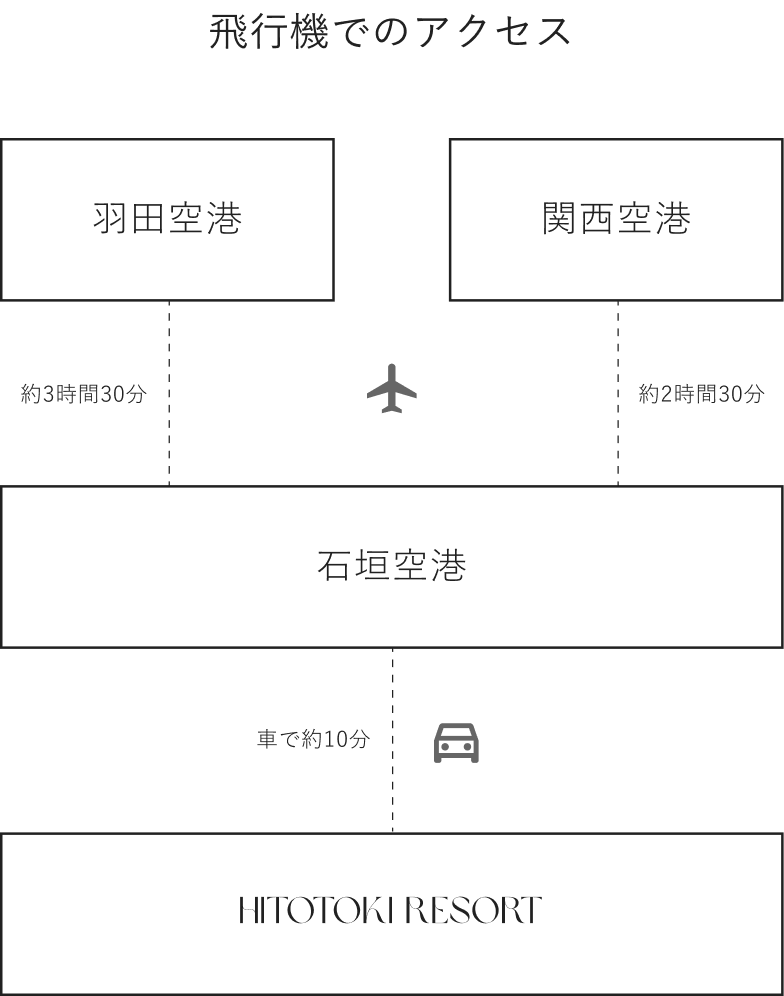 飛行機でのアクセス
羽田空港
関西空港
約3時間30分
約2時間30分
石垣空港
車で約10分
HITOTOKI RESORT